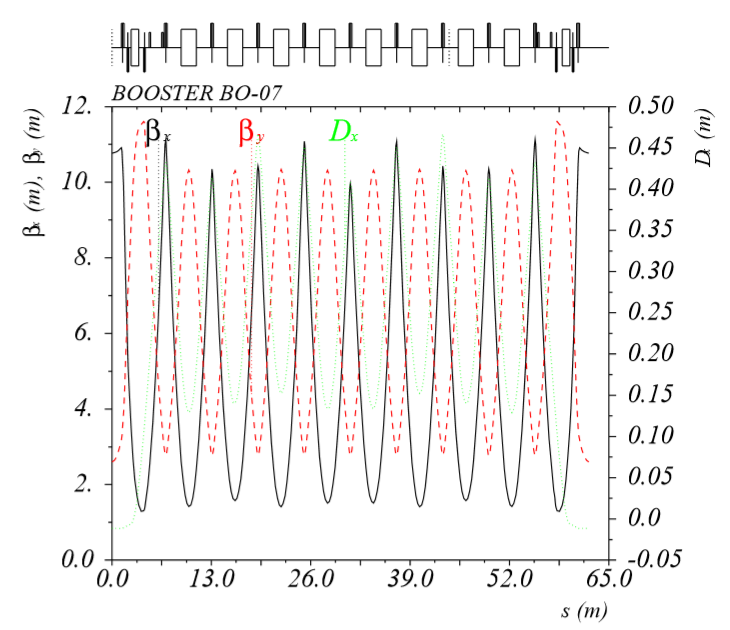 BOOSTER BO-07
βx
βy
Dx
βx (m), βy (m)
12.
10.
8.
6.
4.
2.
0.0
0.50
0.45
0.40
0.35
0.30
0.25
0.20
0.15
0.10
0.05
0.0
-0.05
Dx (m)
0.0 13.0 26.0 39.0 52.0 65.0
s (m)